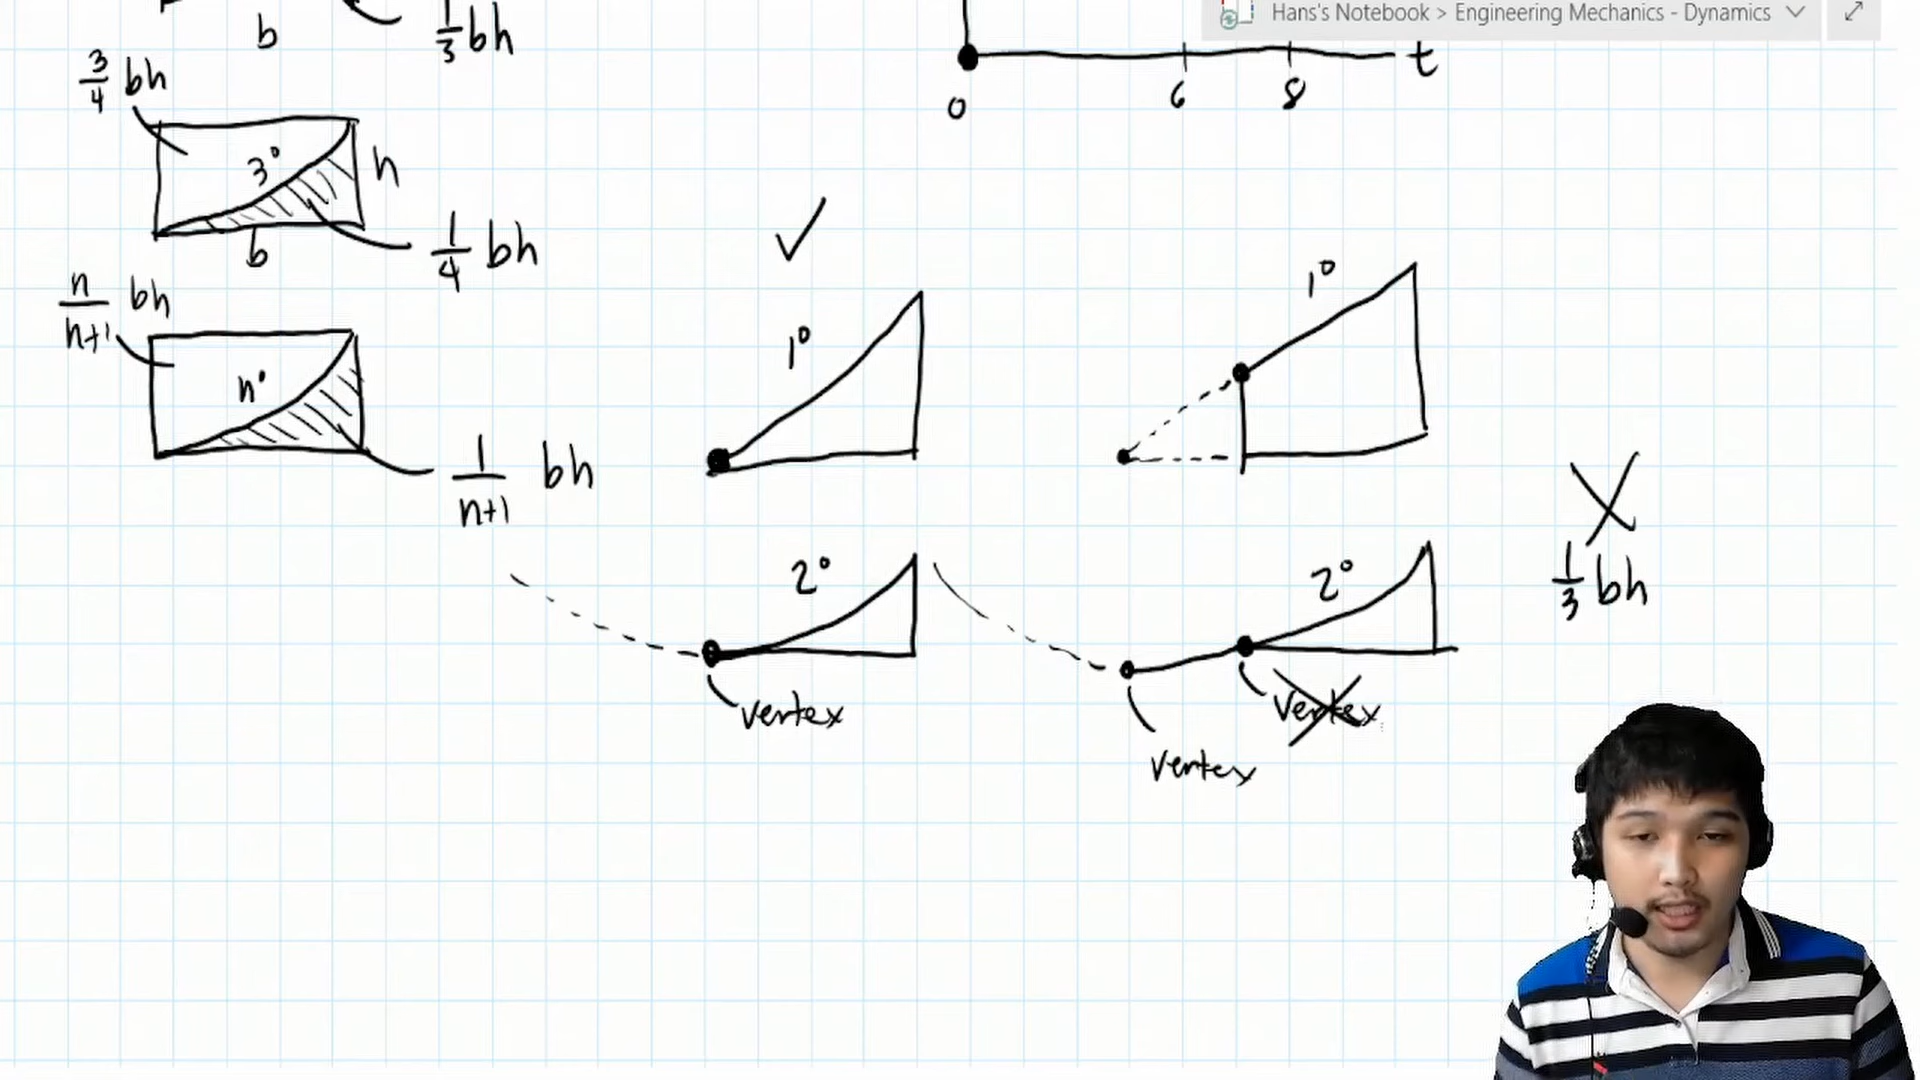 Hans's Notebook > Engineering Mechanics - Dynamics
b
1/3 bh
t
0
6
8
3/4 bh
3°
h
b
1/4 bh
n/n+1 bh
n°
1/n+1 bh
✓
1°
1°
X
1/3 bh
2°
vertex
2°
vertex
vertex